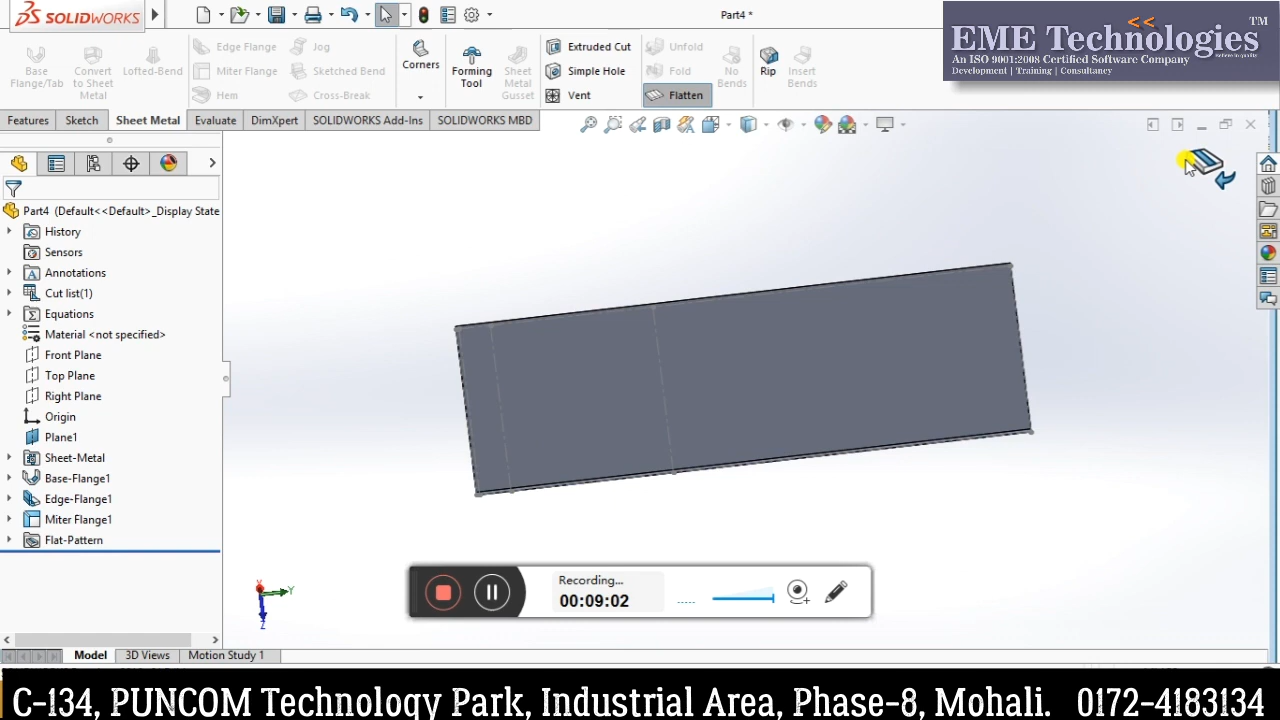 SOLIDWORKS
Part4 *
<<
TM
EME Technologies
Service in quality
An ISO 9001:2008 Certified Software Company
Development | Training | Consultancy
Base
Flange/Tab
Convert
to Sheet
Metal
Lofted-Bend
Edge Flange
Miter Flange
Hem
Jog
Sketched Bend
Cross-Break
Corners
Forming
Tool
Sheet
Metal
Gusset
Extruded Cut
Simple Hole
Vent
Unfold
Fold
Flatten
No
Bends
Rip
Insert
Bends
Features
Sketch
Sheet Metal
Evaluate
DimXpert
SOLIDWORKS Add-Ins
SOLIDWORKS MBD
Part4 (Default<<Default>_Display State
History
Sensors
Annotations
Cut list(1)
Equations
Material <not specified>
Front Plane
Top Plane
Right Plane
Origin
Plane1
Sheet-Metal
Base-Flange1
Edge-Flange1
Miter Flange1
Flat-Pattern
Y
Z
Recording...
00:09:02
Model
3D Views
Motion Study 1
C-134, PUNCOM Technology Park, Industrial Area, Phase-8, Mohali. 0172-4183134